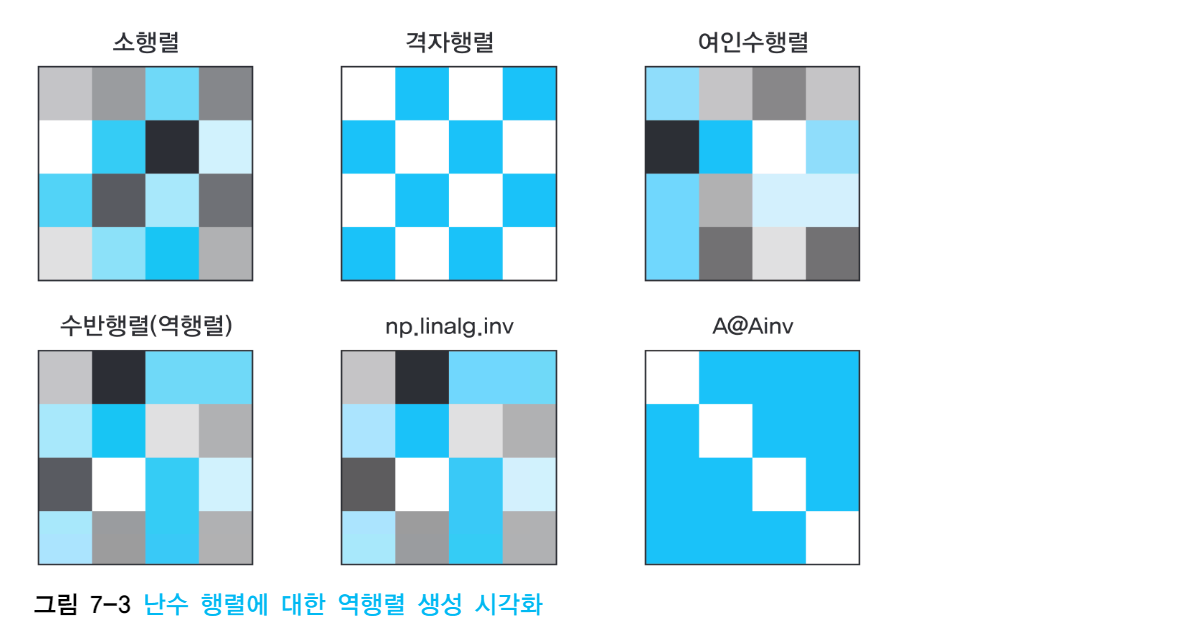 소행렬
격자행렬
여인수행렬
수반행렬(역행렬)
np.linalg.inv
A@Ainv
그림 7-3 난수 행렬에 대한 역행렬 생성 시각화